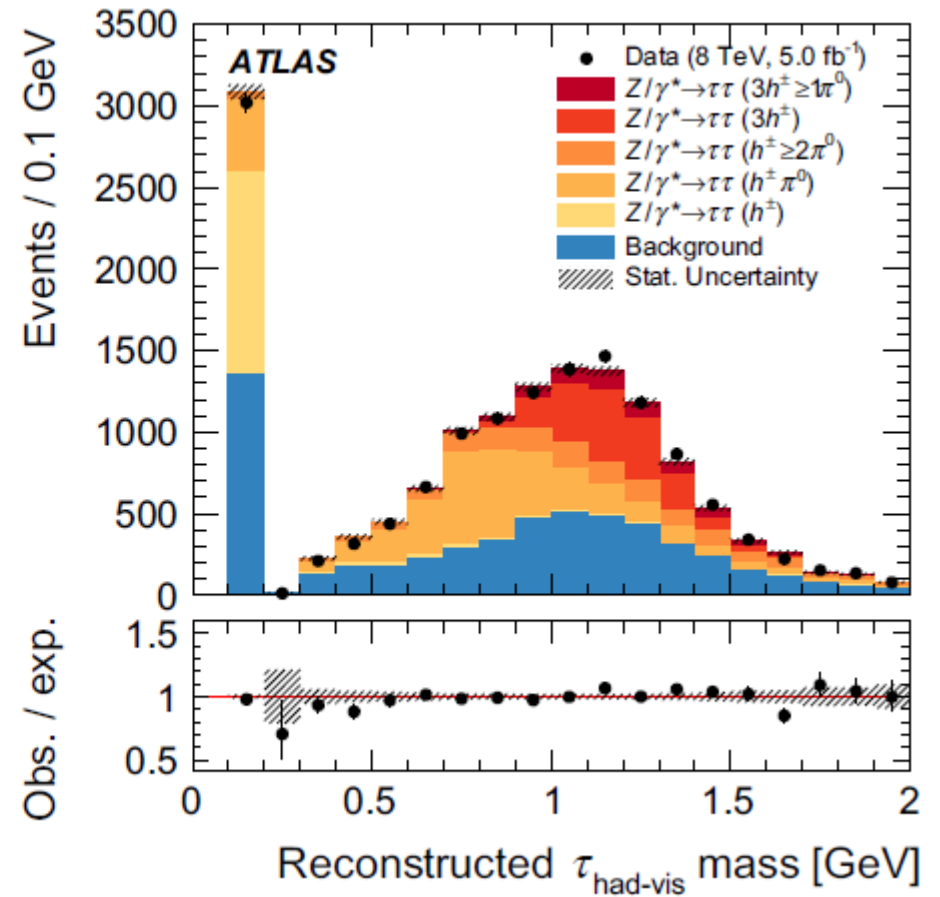 3500
3000
2500
2000
1500
1000
500
0
Events / 0.1 GeV
ATLAS
Data (8 TeV, 5.0 fb⁻¹)
Z/γ*→ττ (3h± ≥1π⁰)
Z/γ*→ττ (3h±)
Z/γ*→ττ (h± ≥2π⁰)
Z/γ*→ττ (h± π⁰)
Z/γ*→ττ (h±)
Background
Stat. Uncertainty
1.5
1
0.5
Obs. / exp.
0 0.5 1 1.5 2
Reconstructed τhad-vis mass [GeV]